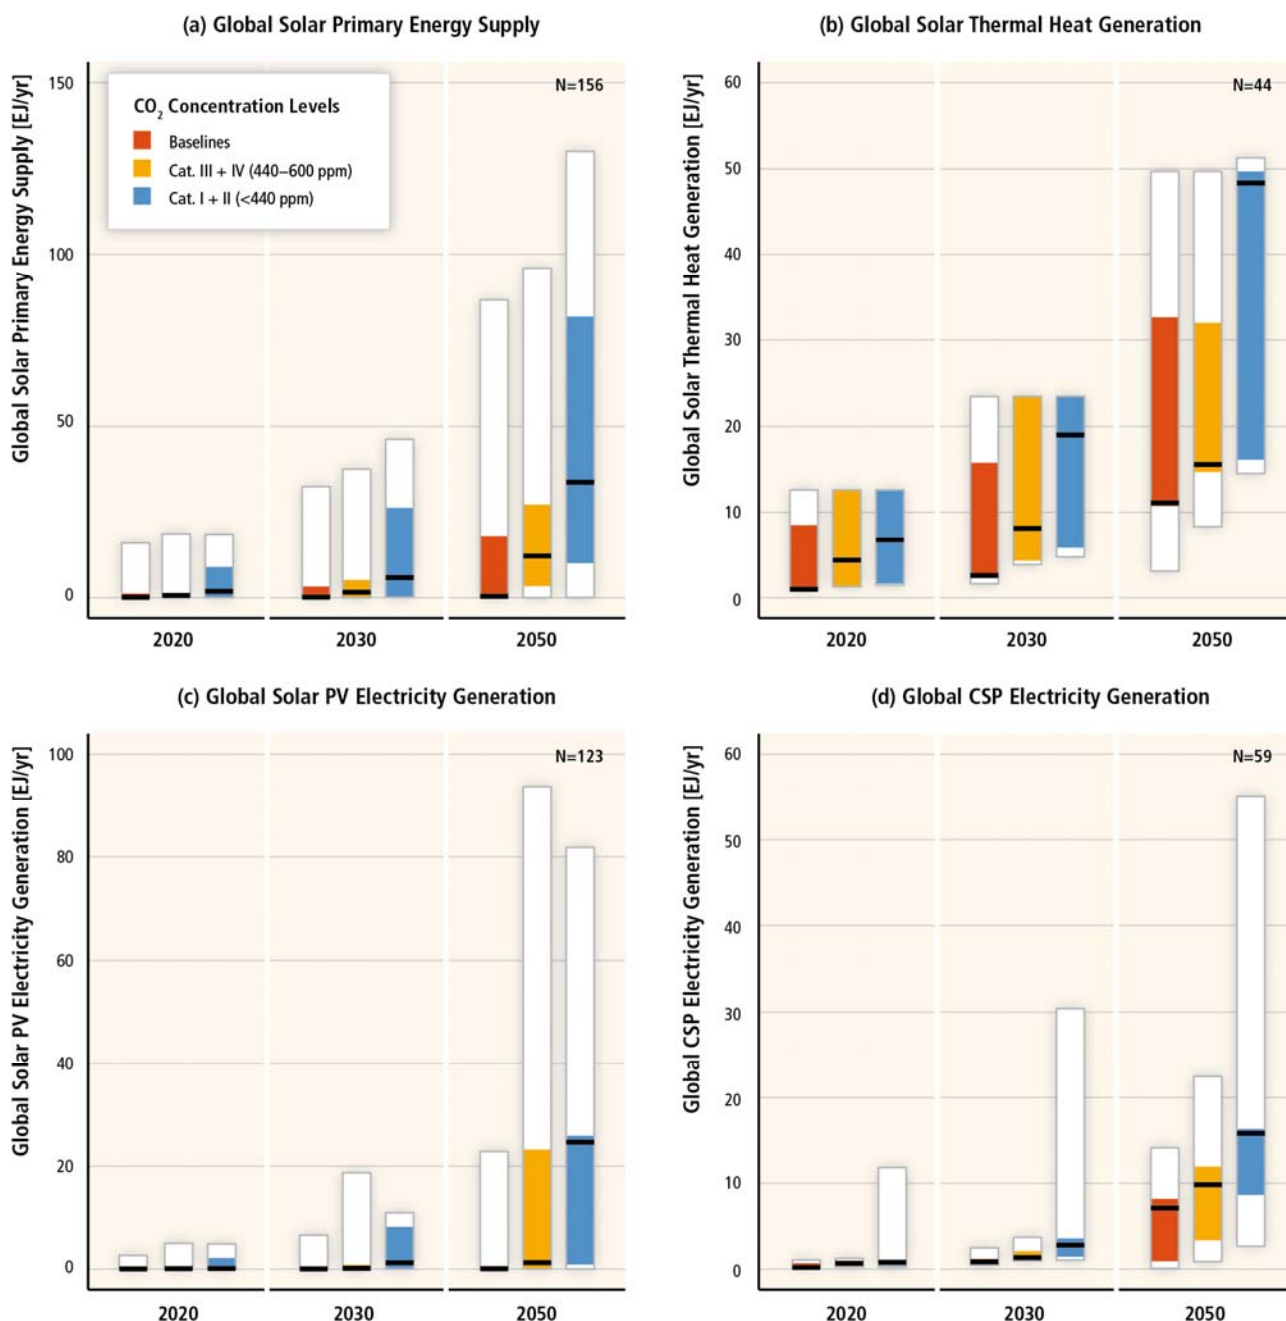 (a) Global Solar Primary Energy Supply
Global Solar Primary Energy Supply [EJ/yr]
150
100
50
0
N=156
CO2 Concentration Levels
Baselines
Cat. III + IV (440–600 ppm)
Cat. I + II (<440 ppm)
2020
2030
2050
(b) Global Solar Thermal Heat Generation
Global Solar Thermal Heat Generation [EJ/yr]
60
50
40
30
20
10
0
N=44
2020
2030
2050
(c) Global Solar PV Electricity Generation
Global Solar PV Electricity Generation [EJ/yr]
100
80
60
40
20
0
N=123
2020
2030
2050
(d) Global CSP Electricity Generation
Global CSP Electricity Generation [EJ/yr]
60
50
40
30
20
10
0
N=59
2020
2030
2050